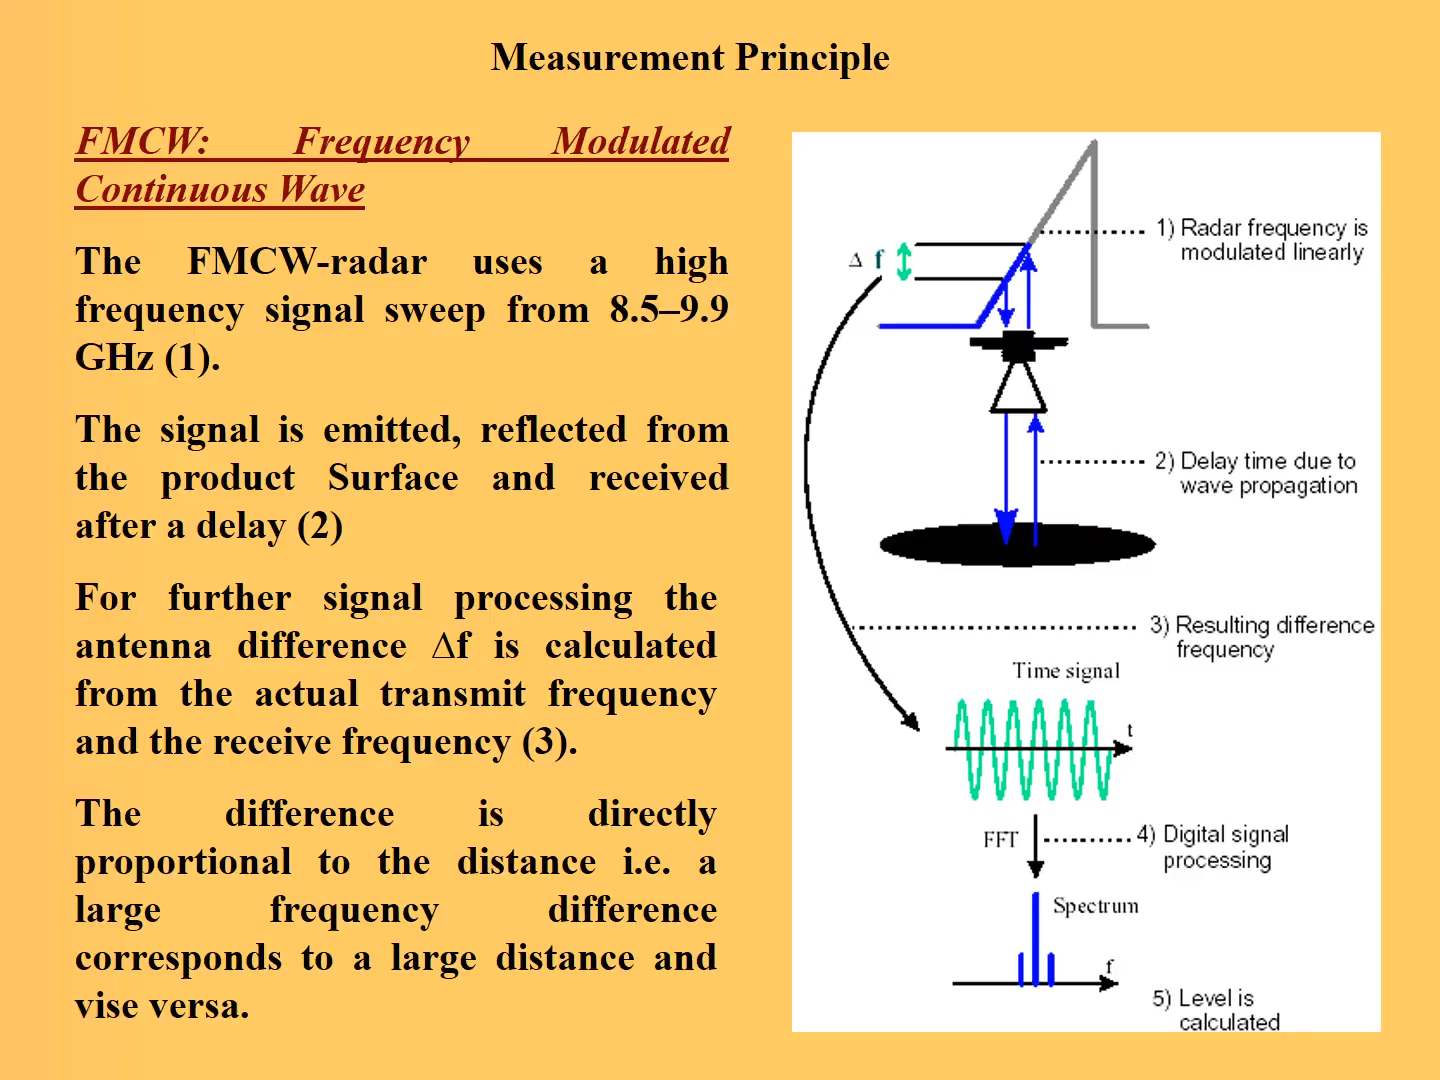 Measurement Principle
FMCW: Frequency Modulated
Continuous Wave
The FMCW-radar uses a high
frequency signal sweep from 8.5–9.9
GHz (1).
The signal is emitted, reflected from
the product Surface and received
after a delay (2)
For further signal processing the
antenna difference ∆f is calculated
from the actual transmit frequency
and the receive frequency (3).
The difference is directly
proportional to the distance i.e. a
large frequency difference
corresponds to a large distance and
vise versa.
1) Radar frequency is
modulated linearly
Δ f
2) Delay time due to
wave propagation
3) Resulting difference
frequency
Time signal
t
FFT
4) Digital signal
processing
Spectrum
f
5) Level is
calculated